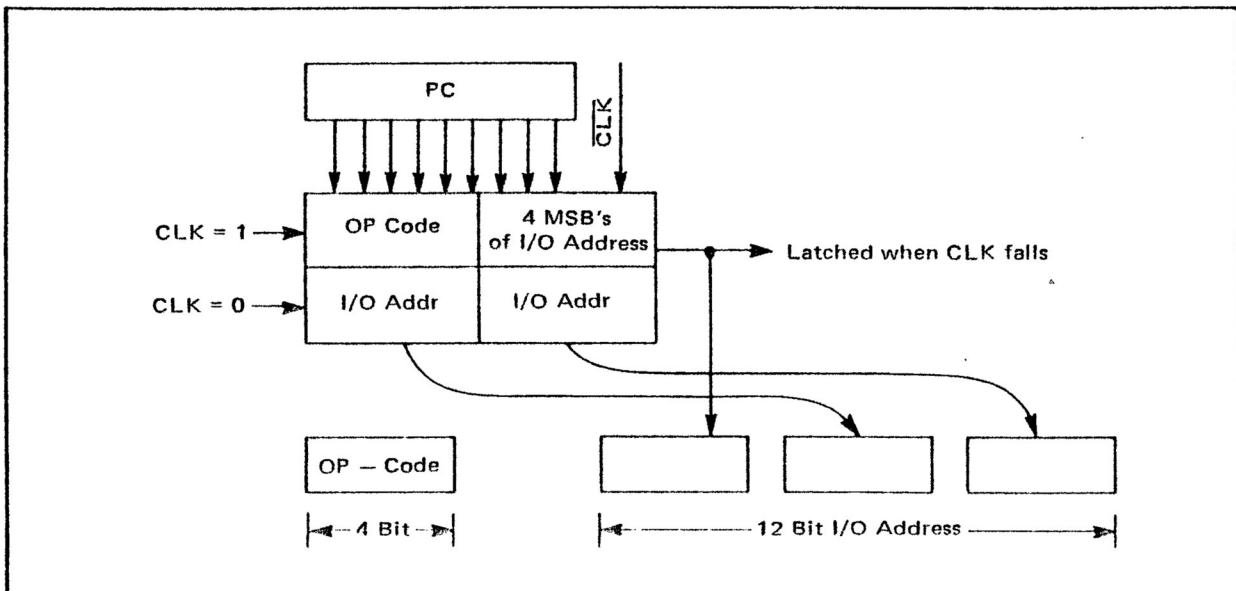 PC
CLK
CLK = 1
OP Code
4 MSB's
of I/O Address
Latched when CLK falls
CLK = 0
I/O Addr
I/O Addr
OP – Code
4 Bit
12 Bit I/O Address